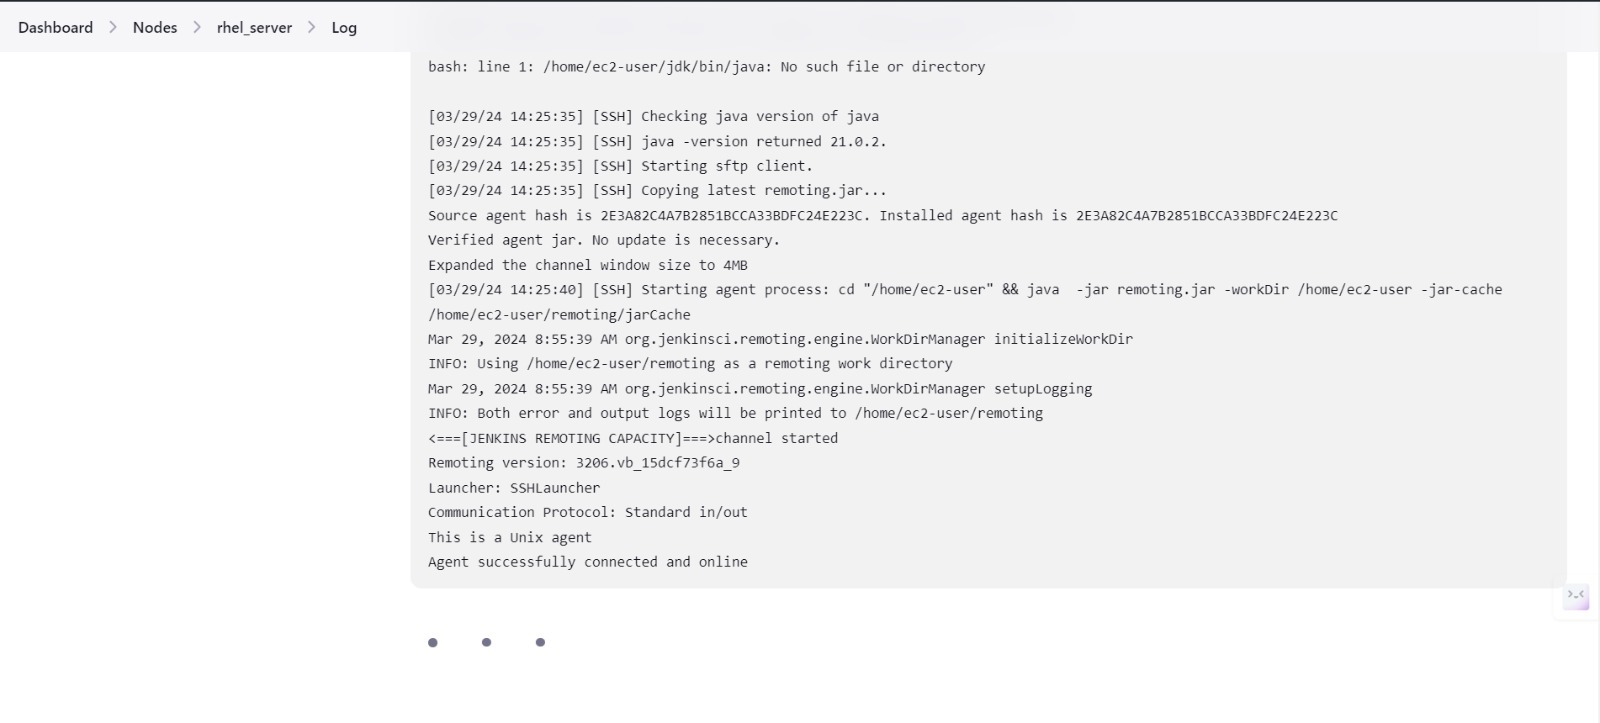 Dashboard > Nodes > rhel_server > Log
bash: line 1: /home/ec2-user/jdk/bin/java: No such file or directory
[03/29/24 14:25:35] [SSH] Checking java version of java
[03/29/24 14:25:35] [SSH] java -version returned 21.0.2.
[03/29/24 14:25:35] [SSH] Starting sftp client.
[03/29/24 14:25:35] [SSH] Copying latest remoting.jar...
Source agent hash is 2E3A82C4A7B2851BCCA33BDFC24E223C. Installed agent hash is 2E3A82C4A7B2851BCCA33BDFC24E223C
Verified agent jar. No update is necessary.
Expanded the channel window size to 4MB
[03/29/24 14:25:40] [SSH] Starting agent process: cd "/home/ec2-user" && java  -jar remoting.jar -workDir /home/ec2-user -jar-cache
/home/ec2-user/remoting/jarCache
Mar 29, 2024 8:55:39 AM org.jenkinsci.remoting.engine.WorkDirManager initializeWorkDir
INFO: Using /home/ec2-user/remoting as a remoting work directory
Mar 29, 2024 8:55:39 AM org.jenkinsci.remoting.engine.WorkDirManager setupLogging
INFO: Both error and output logs will be printed to /home/ec2-user/remoting
<===[JENKINS REMOTING CAPACITY]===>channel started
Remoting version: 3206.vb_15dcf73f6a_9
Launcher: SSHLauncher
Communication Protocol: Standard in/out
This is a Unix agent
Agent successfully connected and online